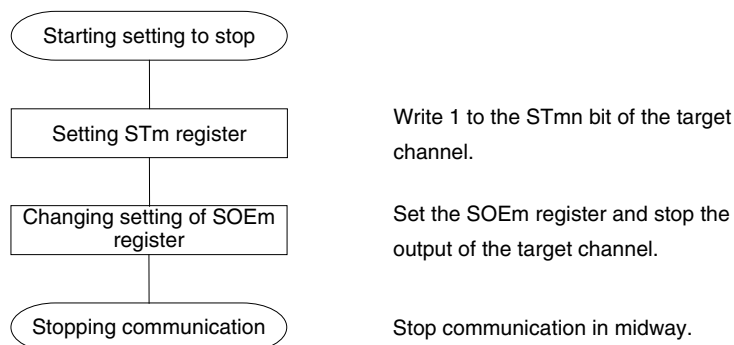 Starting setting to stop
Setting STm register
Write 1 to the STmn bit of the target
channel.
Changing setting of SOEm
register
Set the SOEm register and stop the
output of the target channel.
Stopping communication
Stop communication in midway.